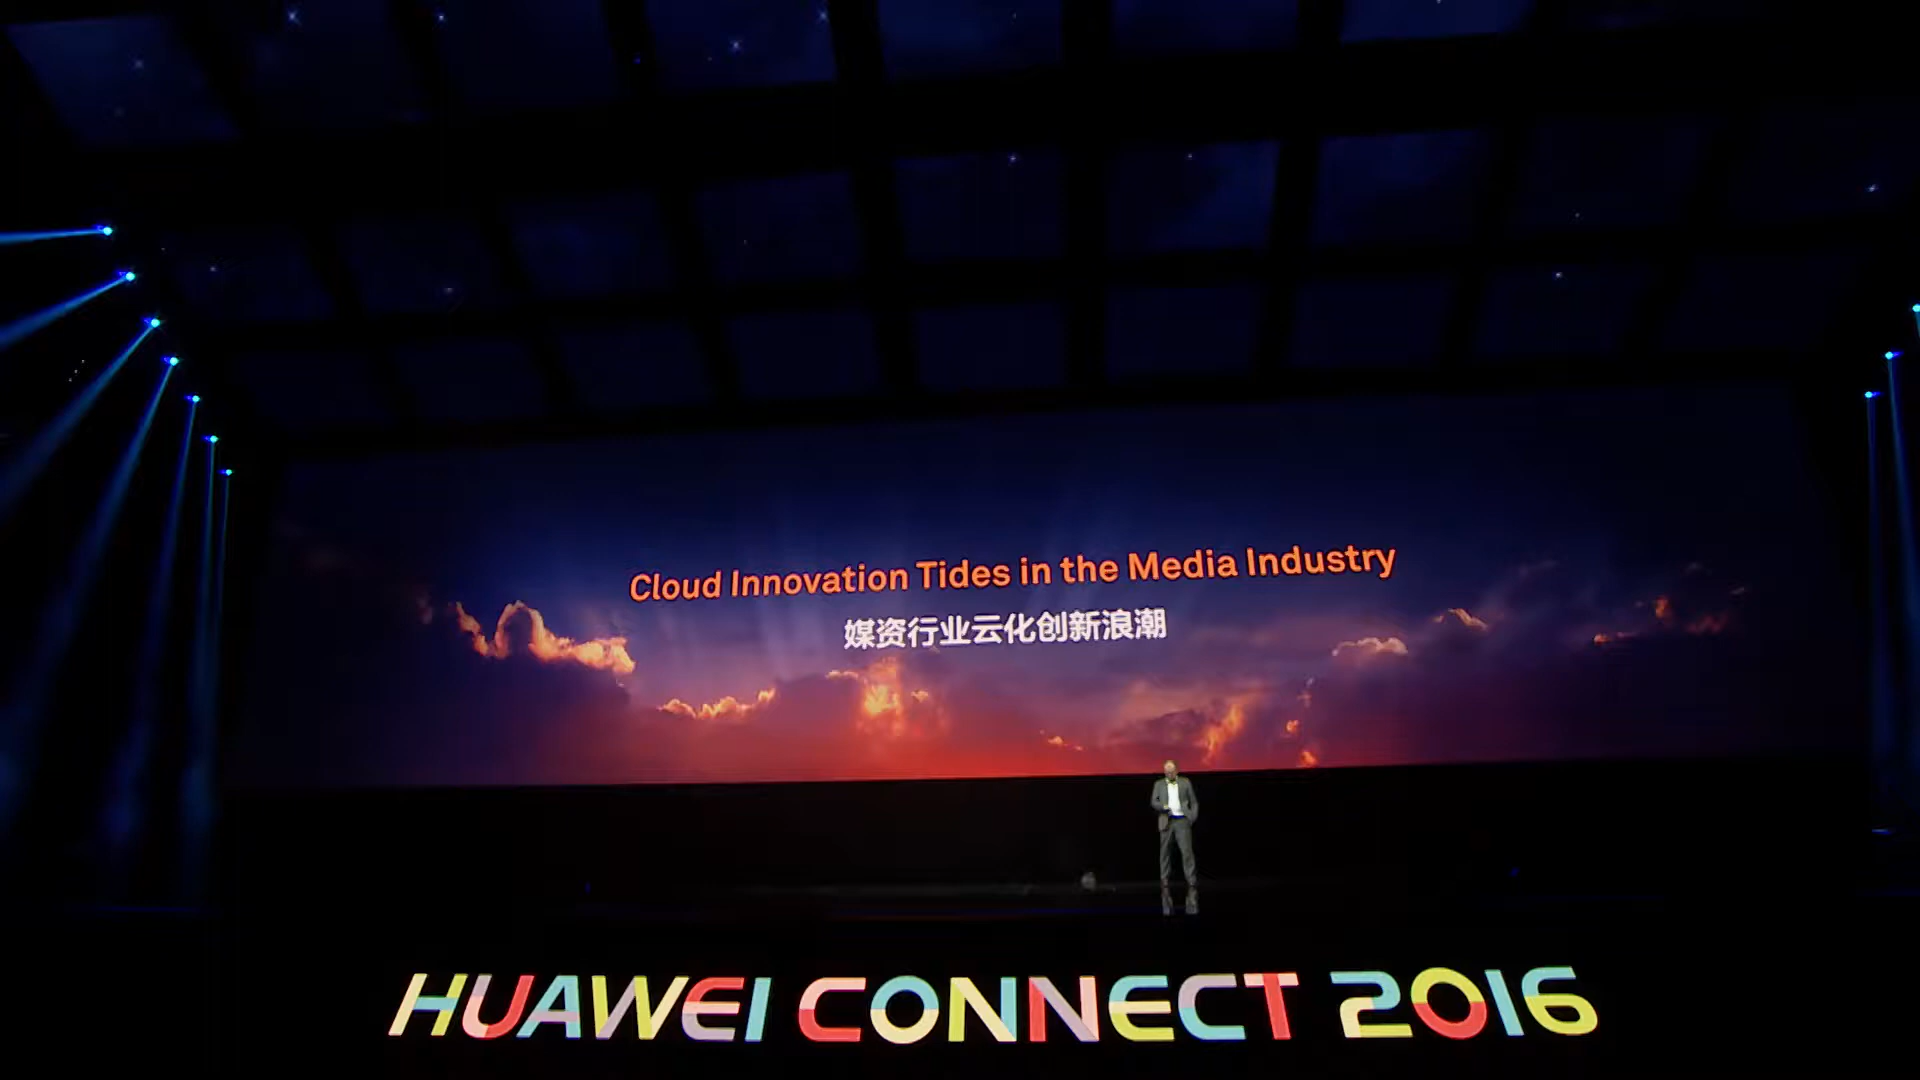 Cloud Innovation Tides in the Media Industry
媒资行业云化创新浪潮
HUAWEI CONNECT 2016